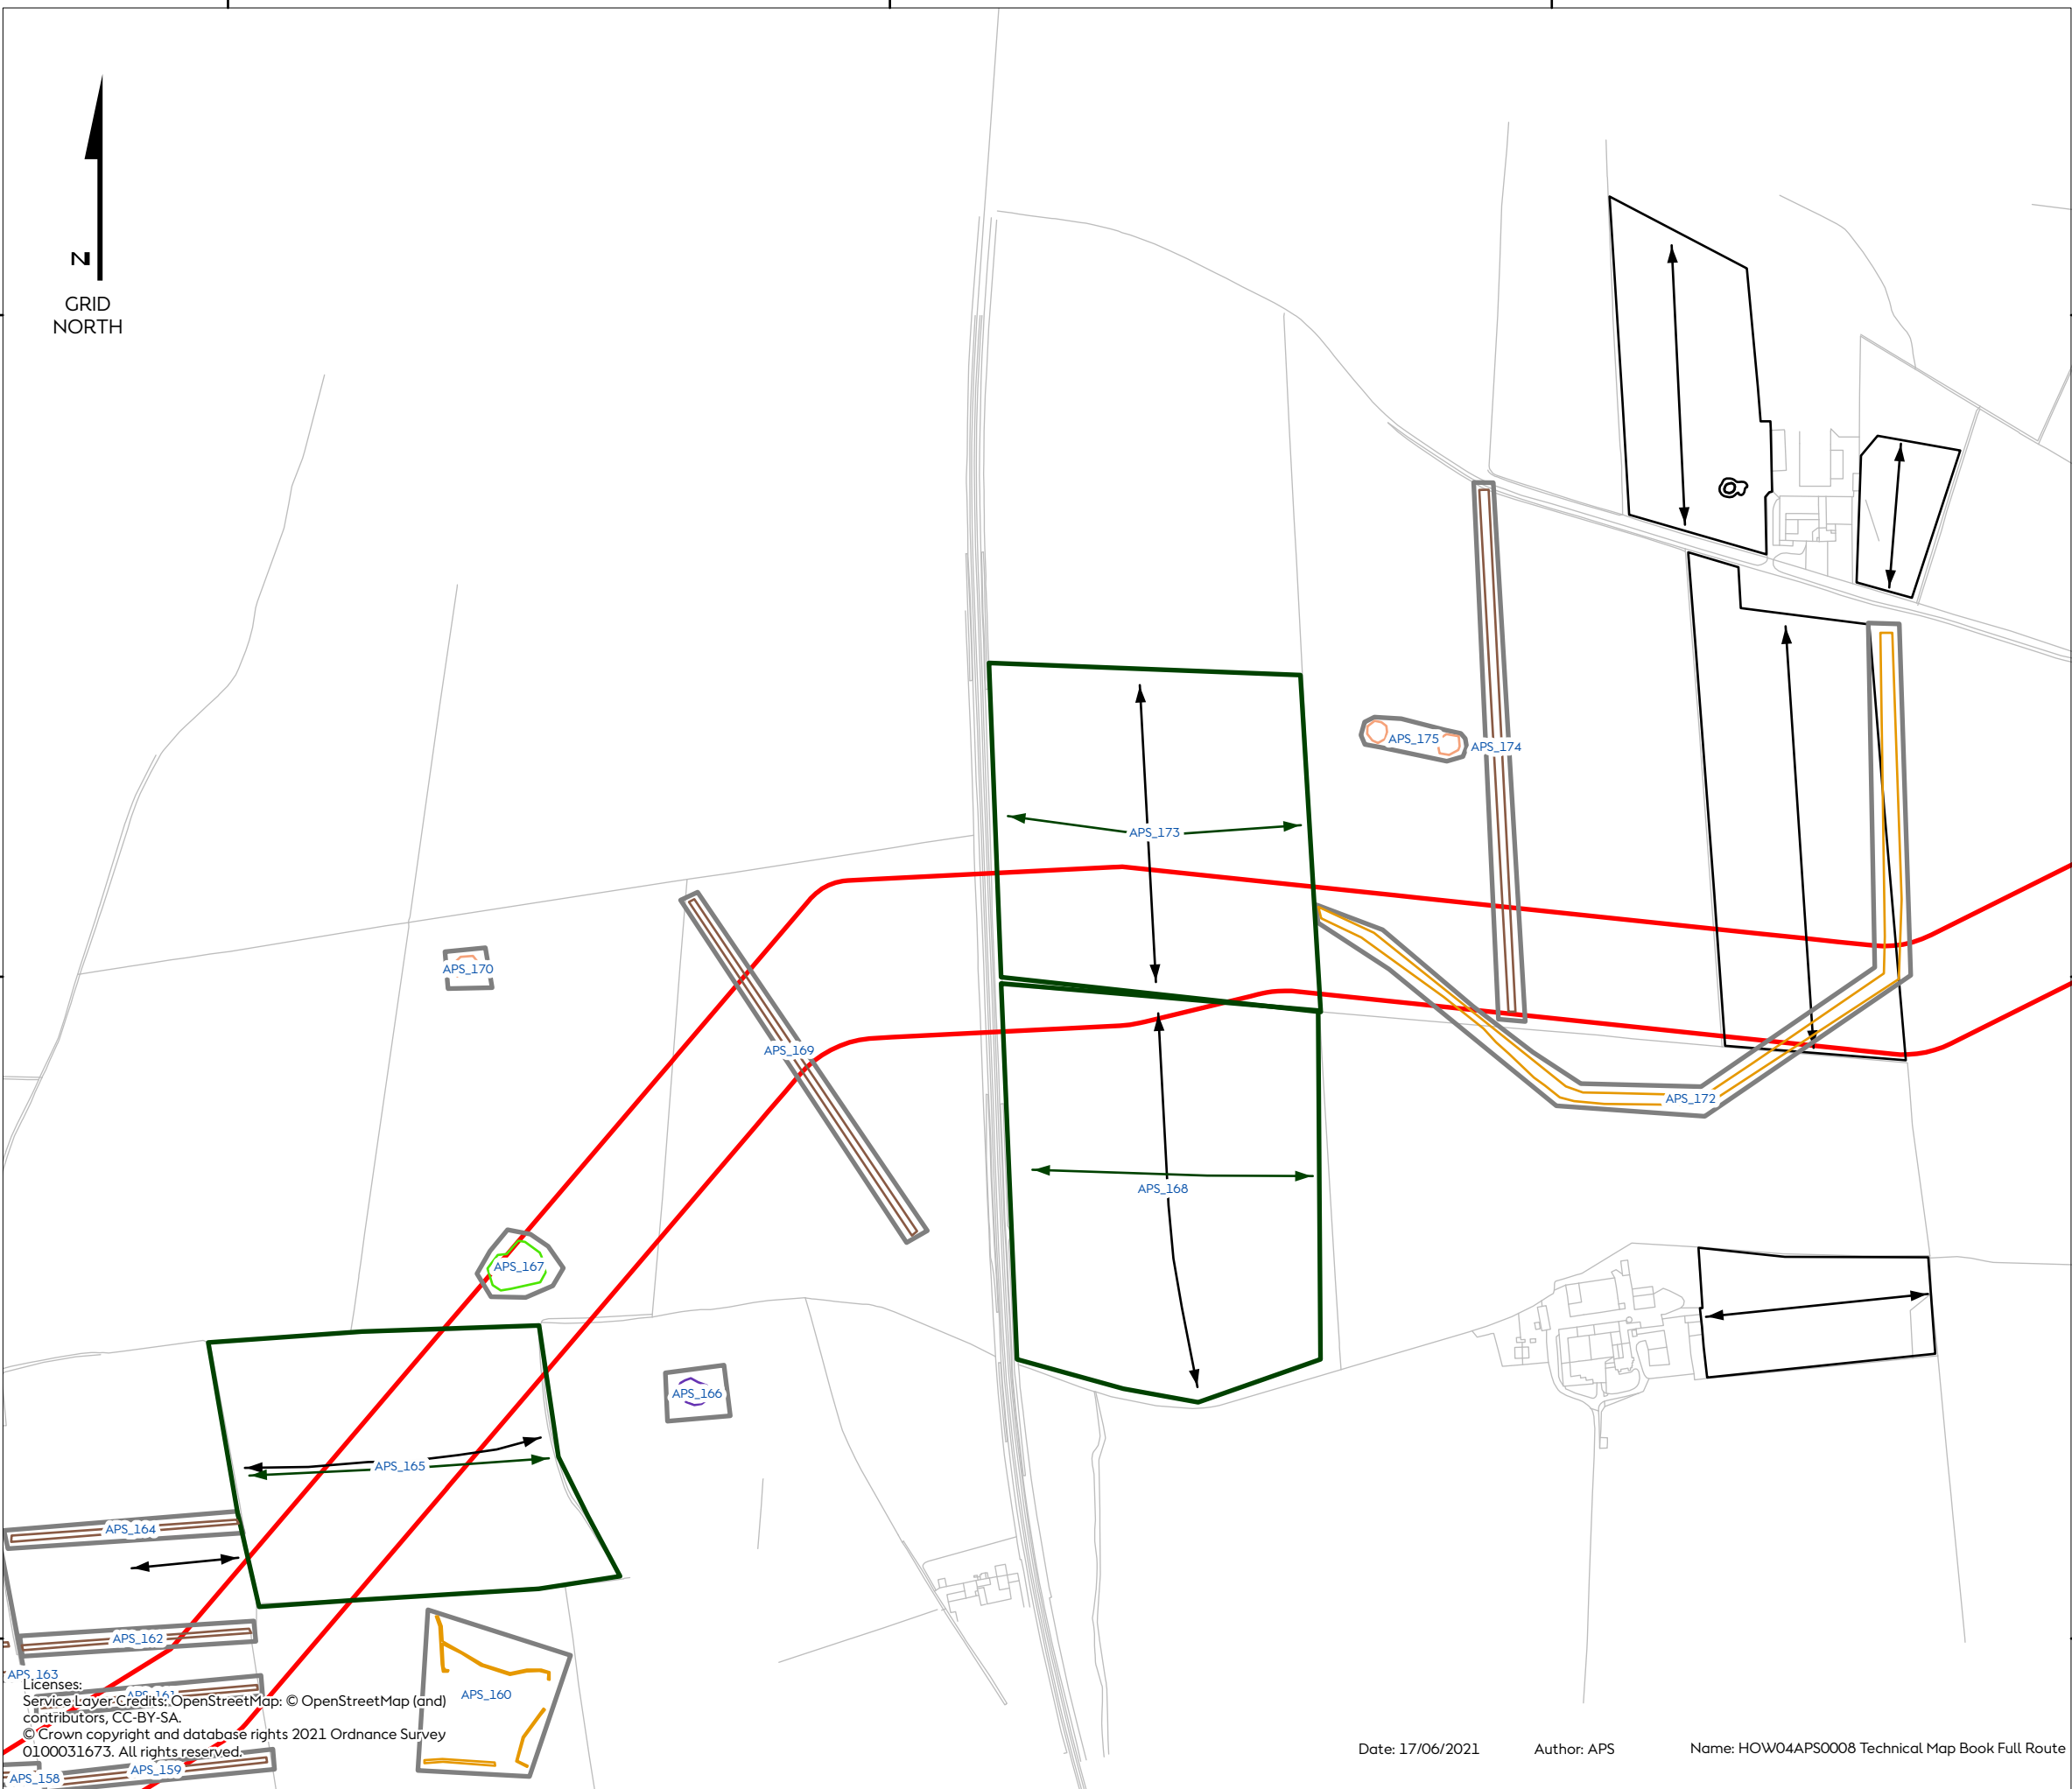 N
GRID
NORTH
APS_175
APS_174
APS_173
APS_170
APS_169
APS_172
APS_168
APS_167
APS_166
APS_165
APS_164
APS_162
APS_163
APS_161
APS_160
Licenses:
Service Layer Credits: OpenStreetMap: © OpenStreetMap (and)
contributors, CC-BY-SA.
© Crown copyright and database rights 2021 Ordnance Survey
0100031673. All rights reserved.
APS_159
APS_158
Date: 17/06/2021
Author: APS
Name: HOW04APS0008 Technical Map Book Full Route